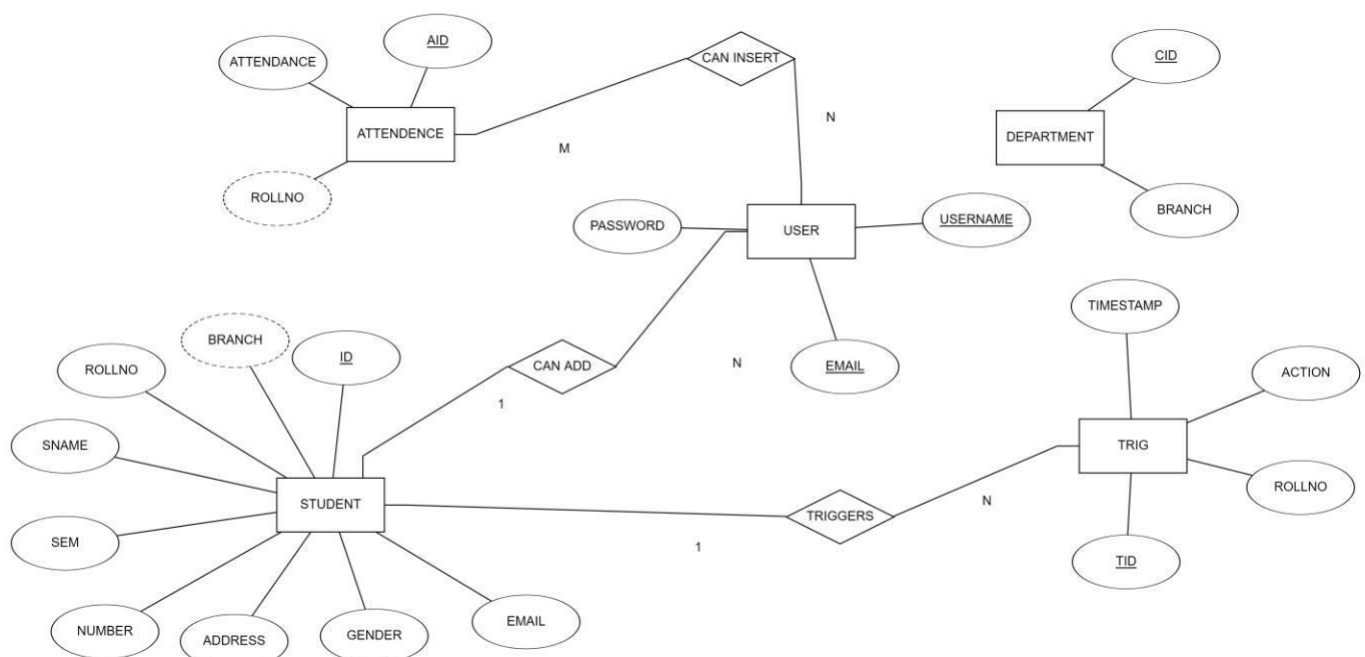 AID
ATTENDANCE
CAN INSERT
CID
ATTENDENCE
M
N
DEPARTMENT
ROLLNO
PASSWORD
USER
USERNAME
BRANCH
TIMESTAMP
BRANCH
ID
ROLLNO
CAN ADD
N
EMAIL
ACTION
1
SNAME
TRIG
STUDENT
ROLLNO
TRIGGERS
N
SEM
1
TID
NUMBER
ADDRESS
GENDER
EMAIL